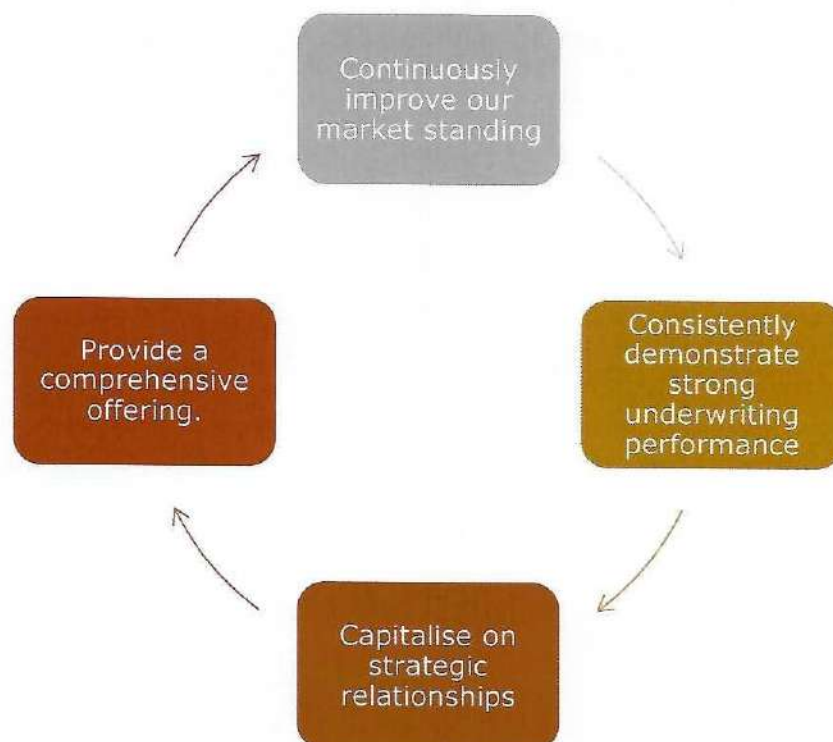 Continuously
improve our
market standing
Consistently
demonstrate
strong
underwriting
performance
Capitalise on
strategic
relationships
Provide a
comprehensive
offering.